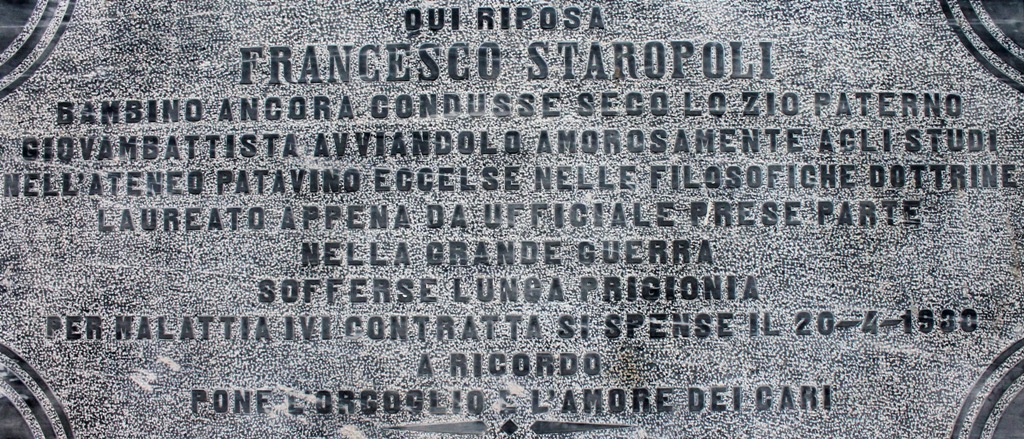 QUI RIPOSA
FRANCESCO STAROPOLI
BAMBINO ANCORA CONDUSSE SECO LO ZIO PATERNO
GIOVAMBATTISTA AVVIANDOLO AMOROSAMENTE AGLI STUDI
NELL'ATENEO PATAVINO ECCELSE NELLE FILOSOFICHE DOTTRINE
LAUREATO APPENA DA UFFICIALE PRESE PARTE
NELLA GRANDE GUERRA
SOFFERSE LUNGA PRIGIONIA
PER MALATTIA IVI CONTRATTA SI SPENSE IL
A RICORDO
PONE L'ORGOGLIO E L'AMORE DEI CARI